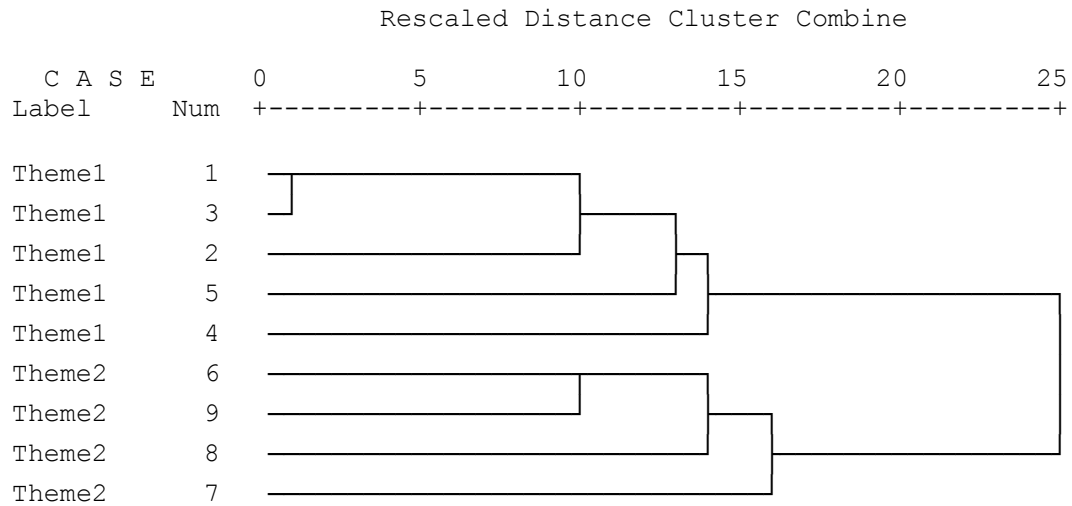 Rescaled Distance Cluster Combine
C A S E 0 5 10 15 20 25
Label Num +---------+---------+---------+---------+---------+
Theme1 1
Theme1 3
Theme1 2
Theme1 5
Theme1 4
Theme2 6
Theme2 9
Theme2 8
Theme2 7